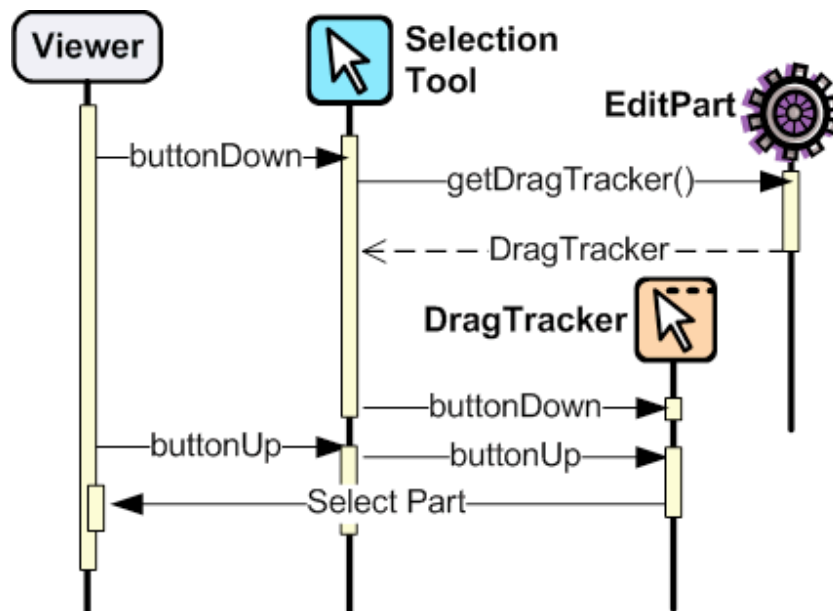 Viewer
Selection
Tool
EditPart
buttonDown
getDragTracker()
DragTracker
DragTracker
buttonDown
buttonUp
buttonUp
Select Part